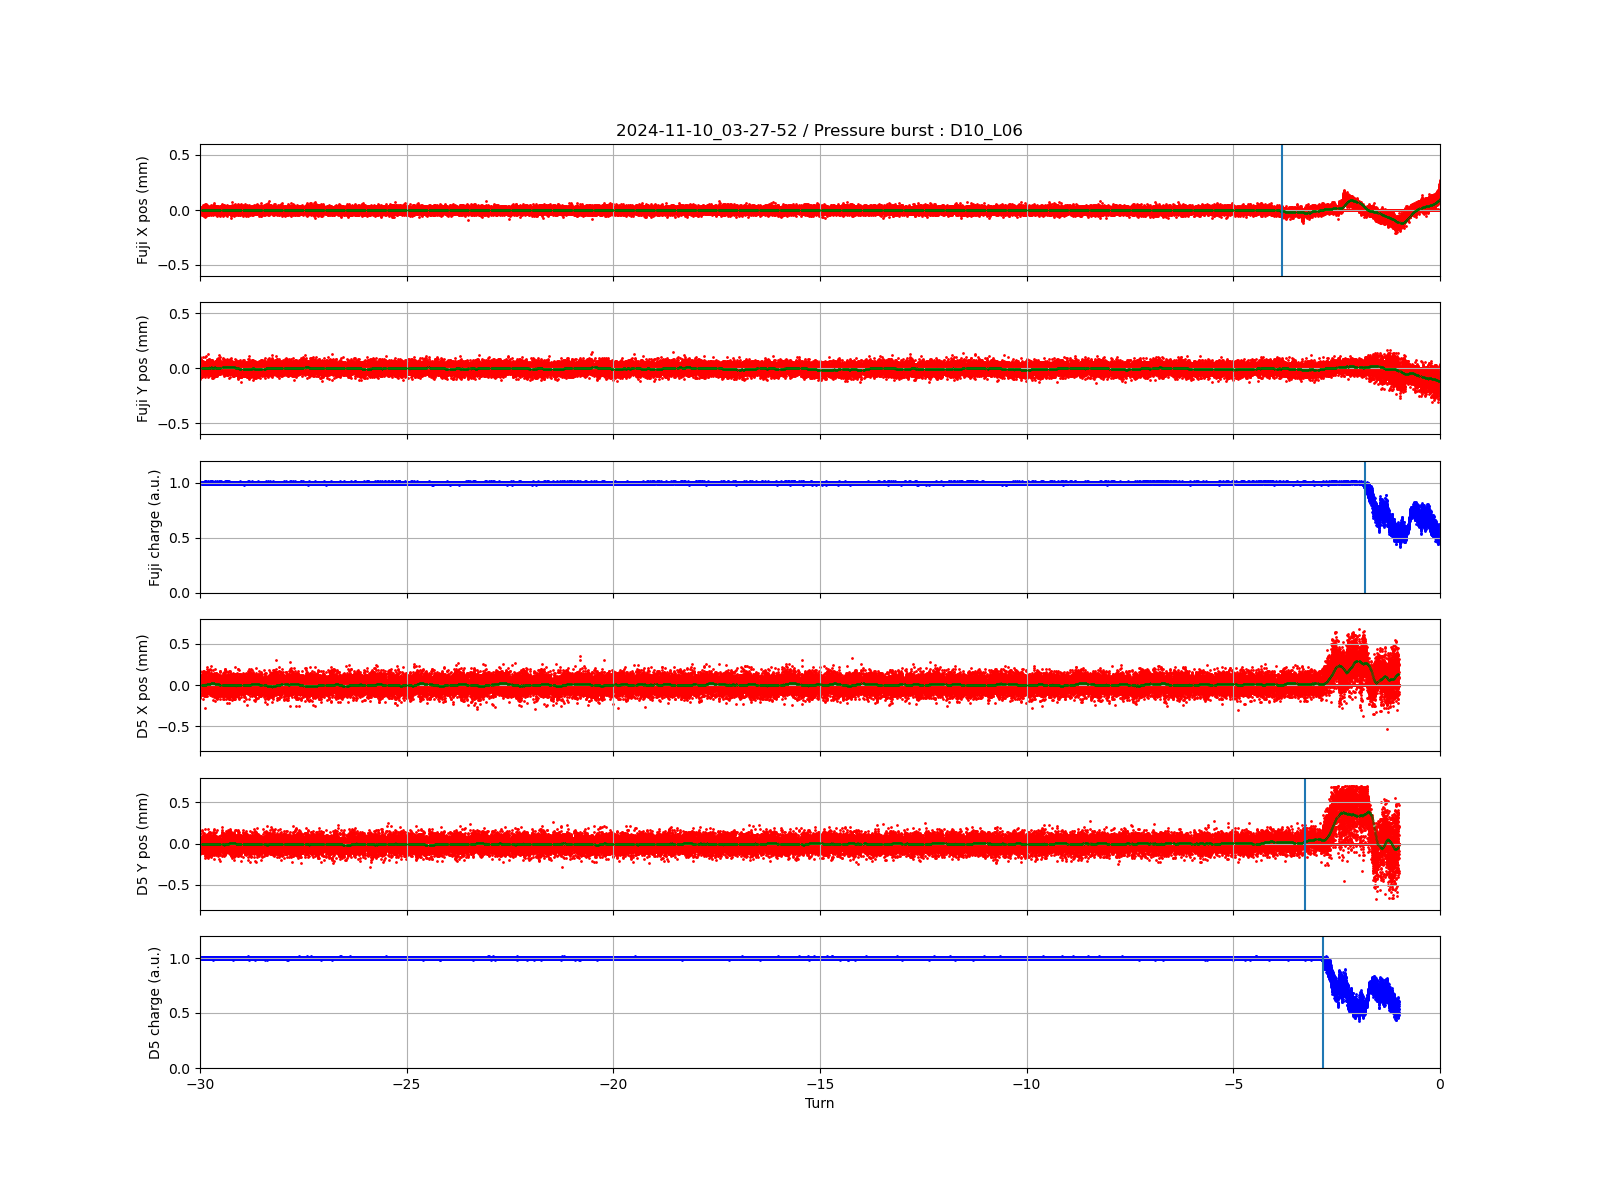 2024-11-10_03-27-52 / Pressure burst : D10_L06
Fuji X pos (mm)
0.5
0.0
−0.5
Fuji Y pos (mm)
0.5
0.0
−0.5
Fuji charge (a.u.)
1.0
0.5
0.0
D5 X pos (mm)
0.5
0.0
−0.5
D5 Y pos (mm)
0.5
0.0
−0.5
D5 charge (a.u.)
1.0
0.5
0.0
−30 −25 −20 −15 −10 −5 0
Turn